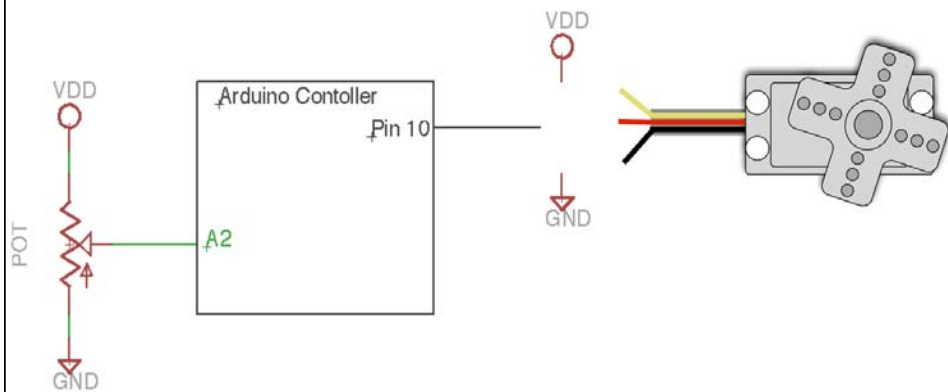 VDD
VDD
Arduino Contoller
Pin 10
POT
A2
GND
GND